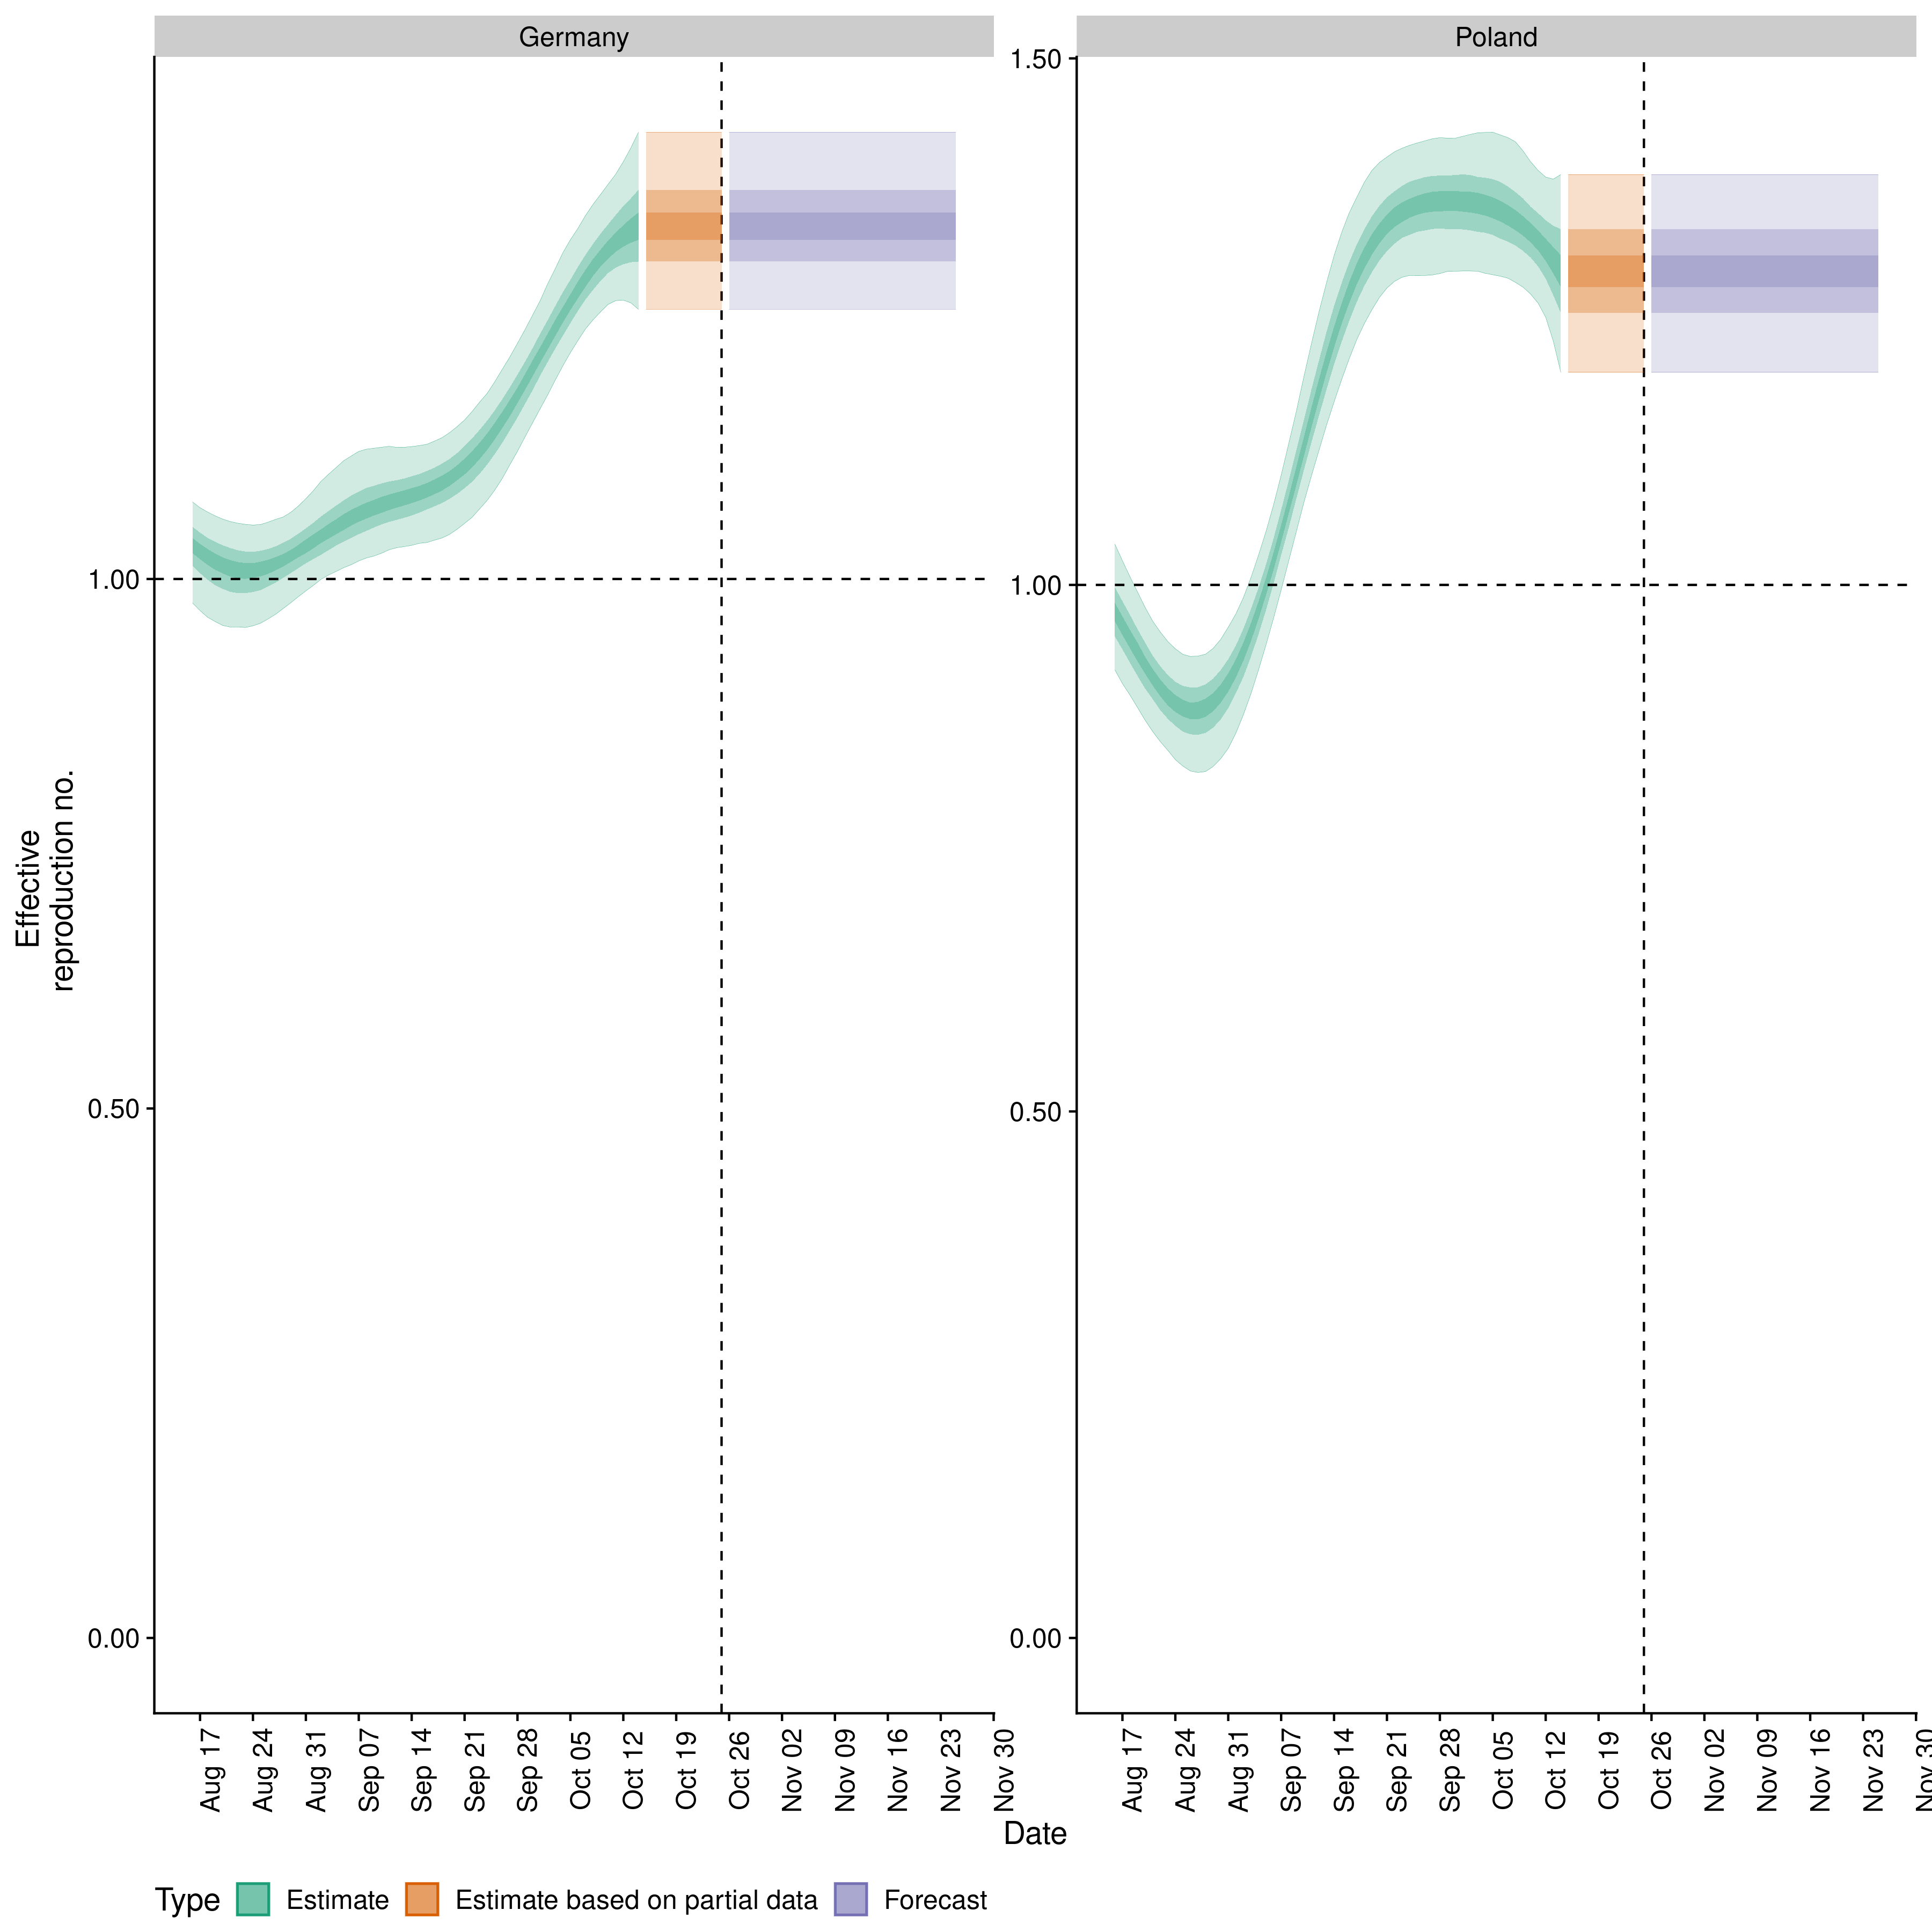 Germany
Poland
Effective
reproduction no.
1.00
0.50
0.00
1.50
1.00
0.50
0.00
Aug 17
Aug 24
Aug 31
Sep 07
Sep 14
Sep 21
Sep 28
Oct 05
Oct 12
Oct 19
Oct 26
Nov 02
Nov 09
Nov 16
Nov 23
Nov 30
Aug 17
Aug 24
Aug 31
Sep 07
Sep 14
Sep 21
Sep 28
Oct 05
Oct 12
Oct 19
Oct 26
Nov 02
Nov 09
Nov 16
Nov 23
Nov 30
Date
Type Estimate Estimate based on partial data Forecast